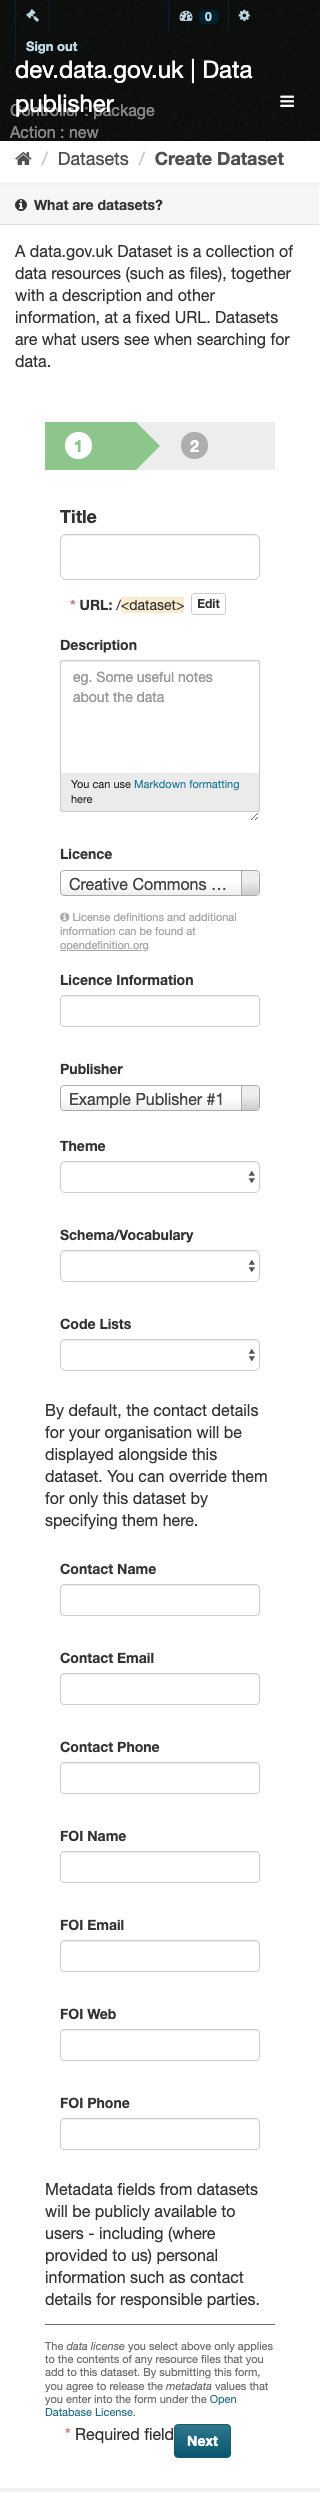 0
Sign out
dev.data.gov.uk | Data
publisher
Controller : package
Action : new
/ Datasets / Create Dataset
What are datasets?
A data.gov.uk Dataset is a collection of
data resources (such as files), together
with a description and other
information, at a fixed URL. Datasets
are what users see when searching for
data.
1 2
Title
* URL: /<dataset> Edit
Description
eg. Some useful notes
about the data
You can use Markdown formatting
here
Licence
Creative Commons ...
License definitions and additional
information can be found at
opendefinition.org
Licence Information
Publisher
Example Publisher #1
Theme
Schema/Vocabulary
Code Lists
By default, the contact details
for your organisation will be
displayed alongside this
dataset. You can override them
for only this dataset by
specifying them here.
Contact Name
Contact Email
Contact Phone
FOI Name
FOI Email
FOI Web
FOI Phone
Metadata fields from datasets
will be publicly available to
users - including (where
provided to us) personal
information such as contact
details for responsible parties.
The data license you select above only applies
to the contents of any resource files that you
add to this dataset. By submitting this form,
you agree to release the metadata values that
you enter into the form under the Open
Database License.
* Required field Next